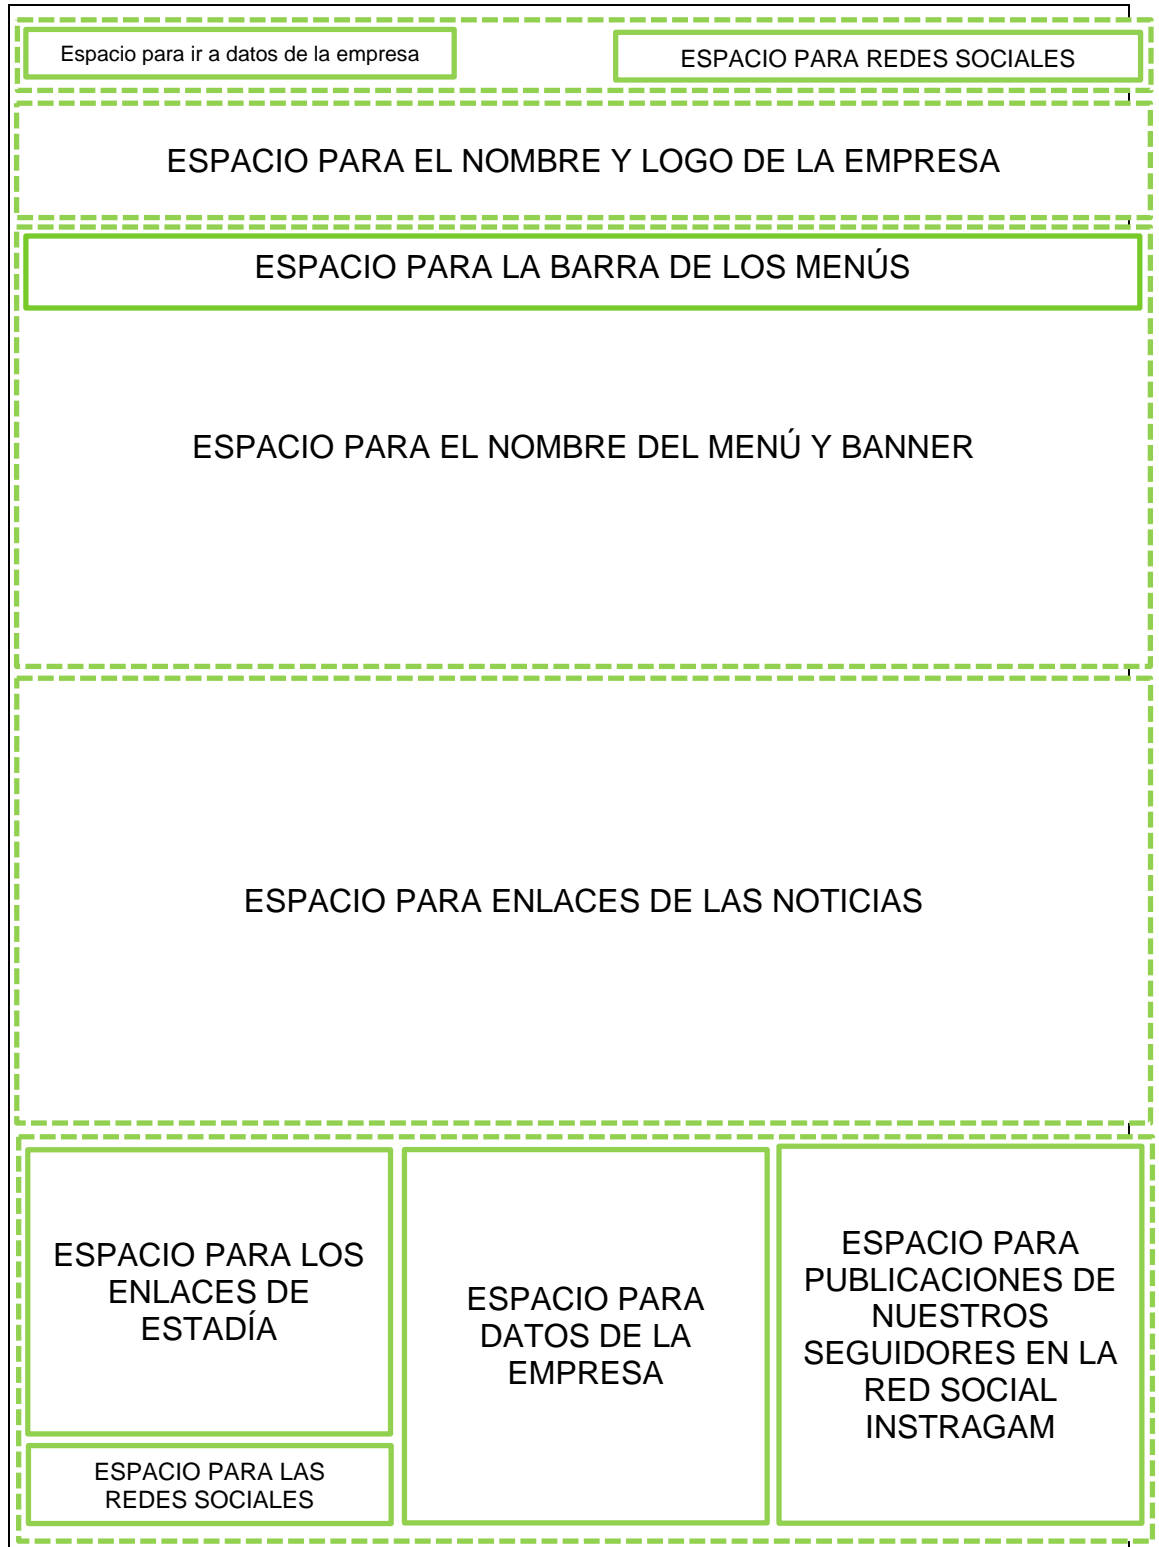 Espacio para ir a datos de la empresa
ESPACIO PARA REDES SOCIALES
ESPACIO PARA EL NOMBRE Y LOGO DE LA EMPRESA
ESPACIO PARA LA BARRA DE LOS MENÚS
ESPACIO PARA EL NOMBRE DEL MENÚ Y BANNER
ESPACIO PARA ENLACES DE LAS NOTICIAS
ESPACIO PARA LOS
ENLACES DE
ESTADÍA
ESPACIO PARA LAS
REDES SOCIALES
ESPACIO PARA
DATOS DE LA
EMPRESA
ESPACIO PARA
PUBLICACIONES DE
NUESTROS
SEGUIDORES EN LA
RED SOCIAL
INSTRAGAM